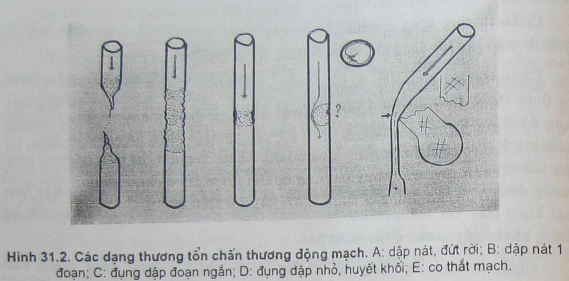 ?
Hình 31.2. Các dạng thương tổn chấn thương động mạch. A: dập nát, đứt rời; B: dập nát 1
đoạn; C: đụng dập đoạn ngắn; D: đụng dập nhỏ, huyết khối; E: co thắt mạch.